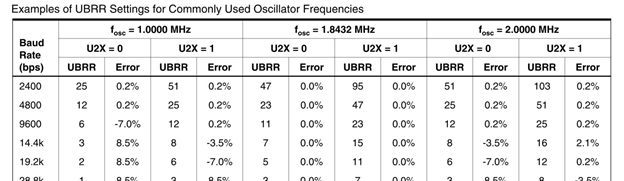 Examples of UBRR Settings for Commonly Used Oscillator Frequencies
Baud Rate (bps) fosc = 1.0000 MHz fosc = 1.8432 MHz fosc = 2.0000 MHz
U2X = 0 U2X = 1 U2X = 0 U2X = 1 U2X = 0 U2X = 1
UBRR Error UBRR Error UBRR Error UBRR Error UBRR Error UBRR Error
2400 25 0.2% 51 0.2% 47 0.0% 95 0.0% 51 0.2% 103 0.2%
4800 12 0.2% 25 0.2% 23 0.0% 47 0.0% 25 0.2% 51 0.2%
9600 6 -7.0% 12 0.2% 11 0.0% 23 0.0% 12 0.2% 25 0.2%
14.4k 3 8.5% 8 -3.5% 7 0.0% 15 0.0% 8 -3.5% 16 2.1%
19.2k 2 8.5% 6 -7.0% 5 0.0% 11 0.0% 6 -7.0% 12 0.2%
28.8k 1 8.5% 3 8.5% 3 0.0% 7 0.0% 3 8.5% 8 -3.5%